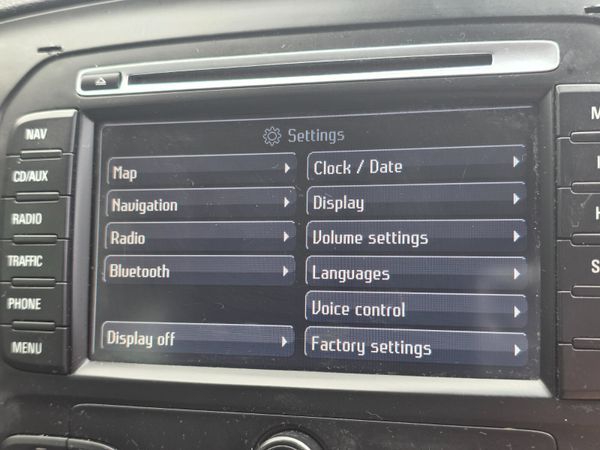 Settings
NAV
CD/AUX
RADIO
TRAFFIC
PHONE
MENU
Map
Navigation
Radio
Bluetooth
Display off
Clock / Date
Display
Volume settings
Languages
Voice control
Factory settings